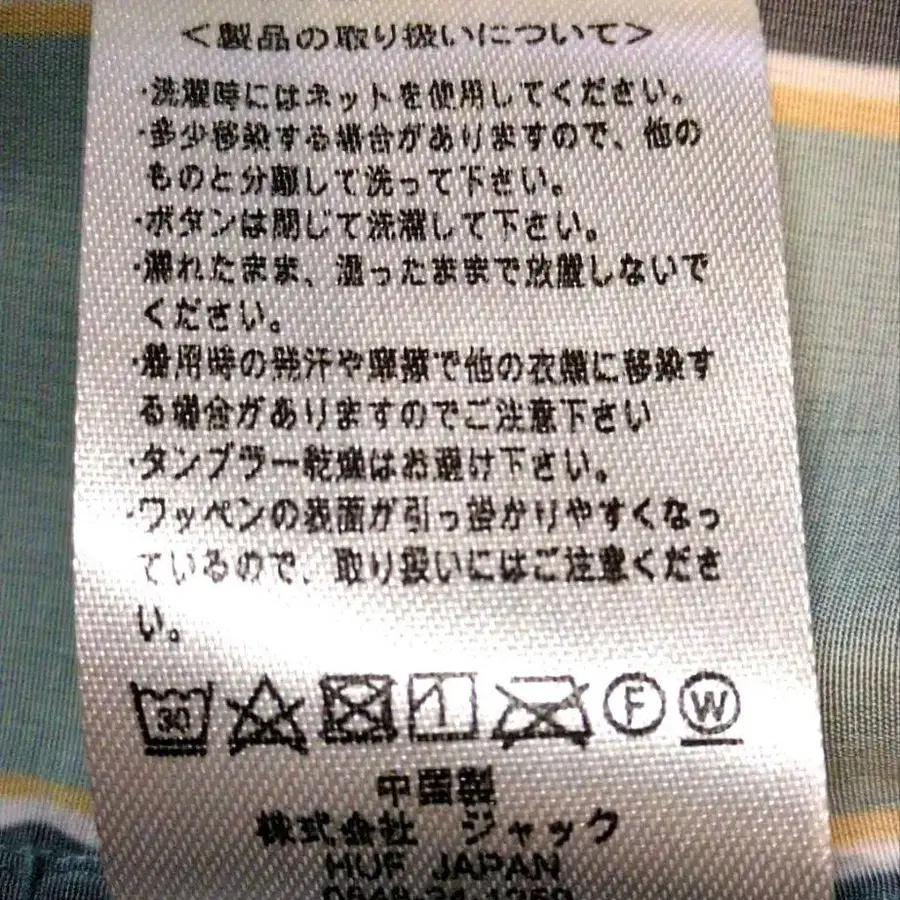 ＜製品の取り扱いについて＞
・洗濯時にはネットを使用してください。
・多少移染する場合がありますので、他の
ものと分離して洗って下さい。
・ボタンは閉じて洗濯して下さい。
・濡れたまま、湿ったままで放置しないで
ください。
・着用時の発汗や摩擦で他の衣類に移染す
る場合がありますのでご注意下さい
・タンブラー乾燥はお避け下さい。
・ワッペンの表面が引っ掛かりやすくなっ
ているので、取り扱いにはご注意くださ
い。
30 F W
中国製
株式会社 ジャック
HUF JAPAN